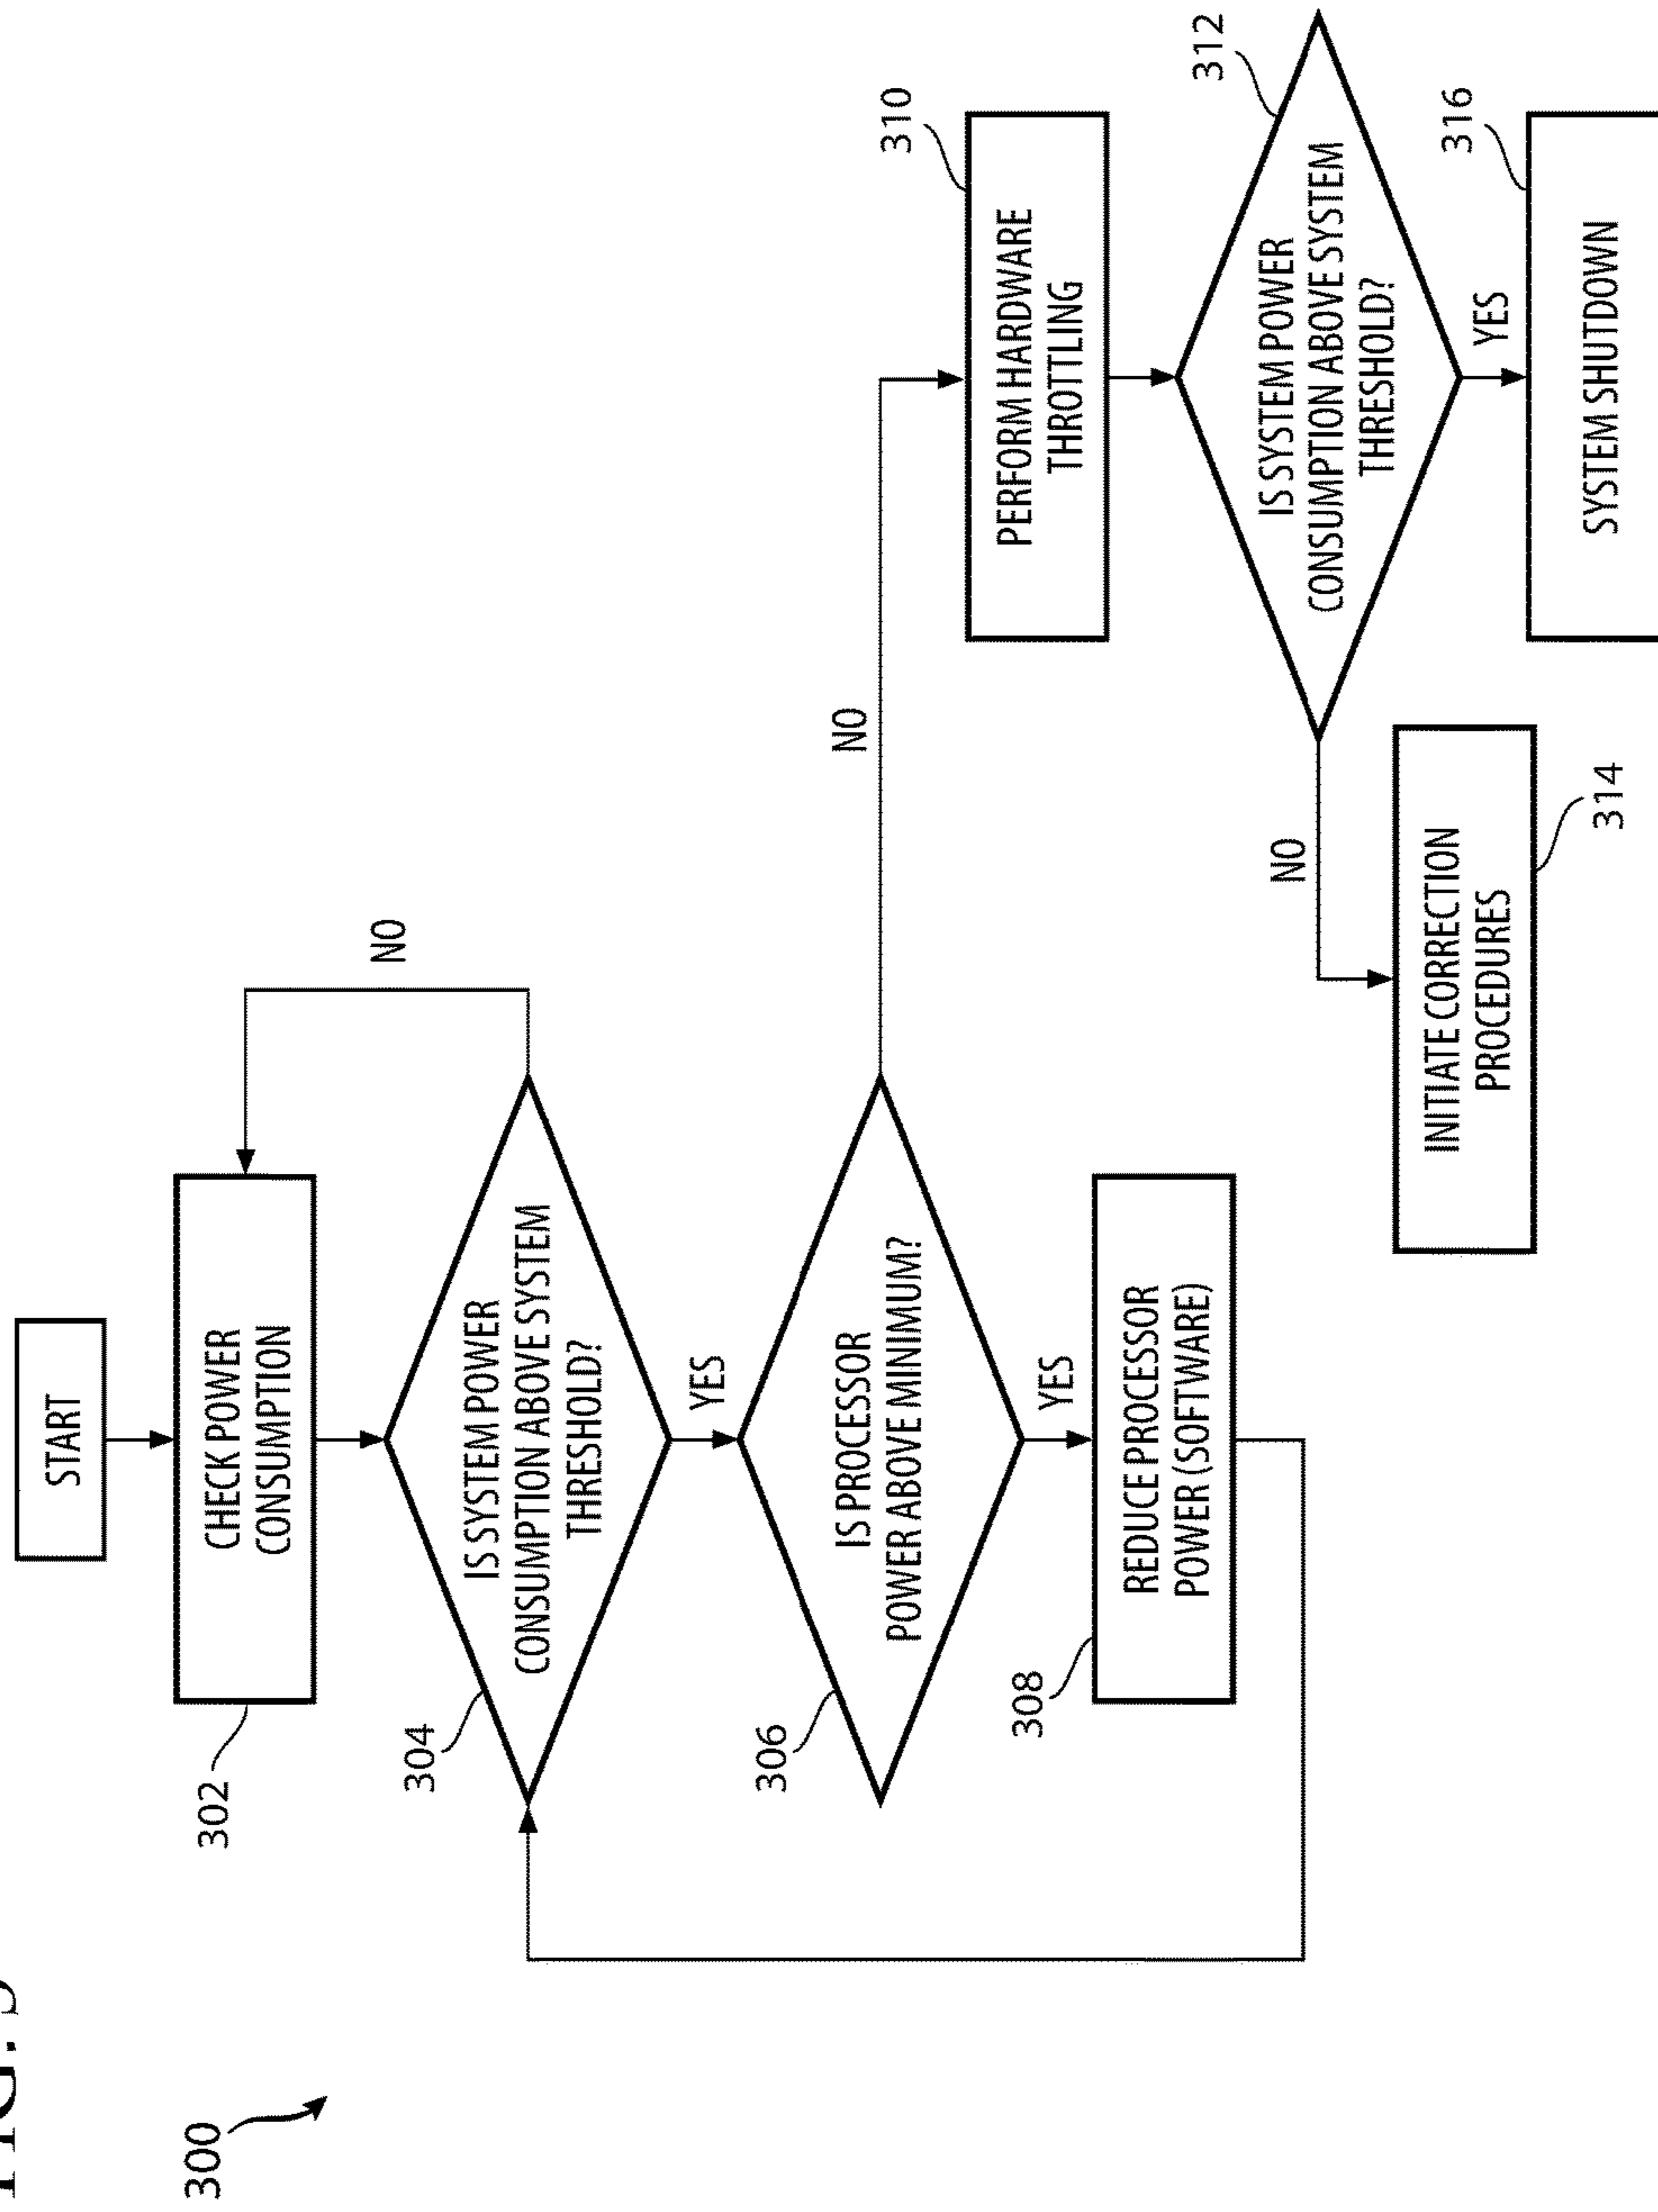 300
START
CHECK POWER
CONSUMPTION
302
NO
304
IS SYSTEM POWER
CONSUMPTION ABOVE SYSTEM
THRESHOLD?
YES
306
IS PROCESSOR
POWER ABOVE MINIMUM?
NO
YES
308
REDUCE PROCESSOR
POWER (SOFTWARE)
310
PERFORM HARDWARE
THROTTLING
312
IS SYSTEM POWER
CONSUMPTION ABOVE SYSTEM
THRESHOLD?
NO
YES
INITIATE CORRECTION
PROCEDURES
314
316
SYSTEM SHUTDOWN